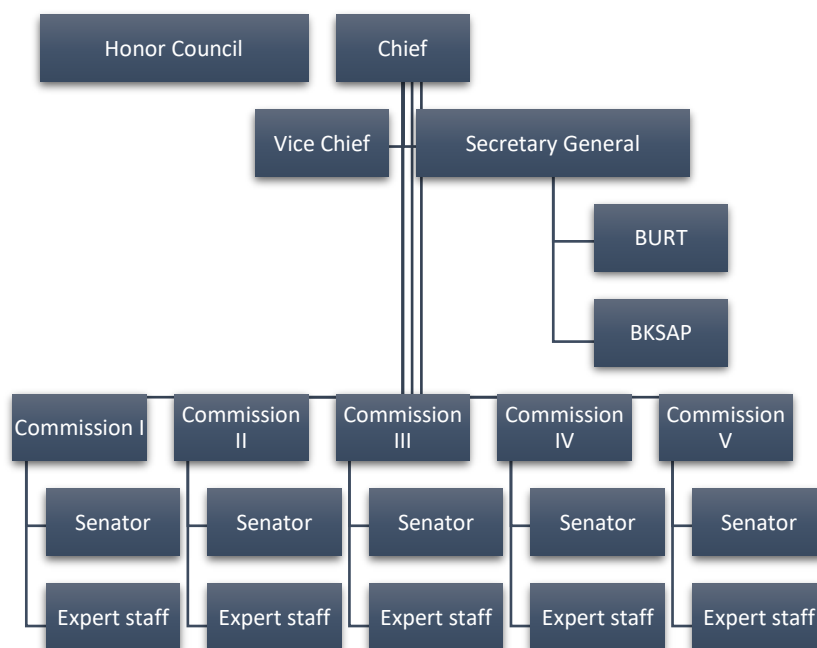 Honor Council
Chief
Vice Chief
Secretary General
BURT
BKSAP
Commission I
Commission
II
Commission
III
Commission
IV
Commission
V
Senator
Senator
Senator
Senator
Senator
Expert staff
Expert staff
Expert staff
Expert staff
Expert staff